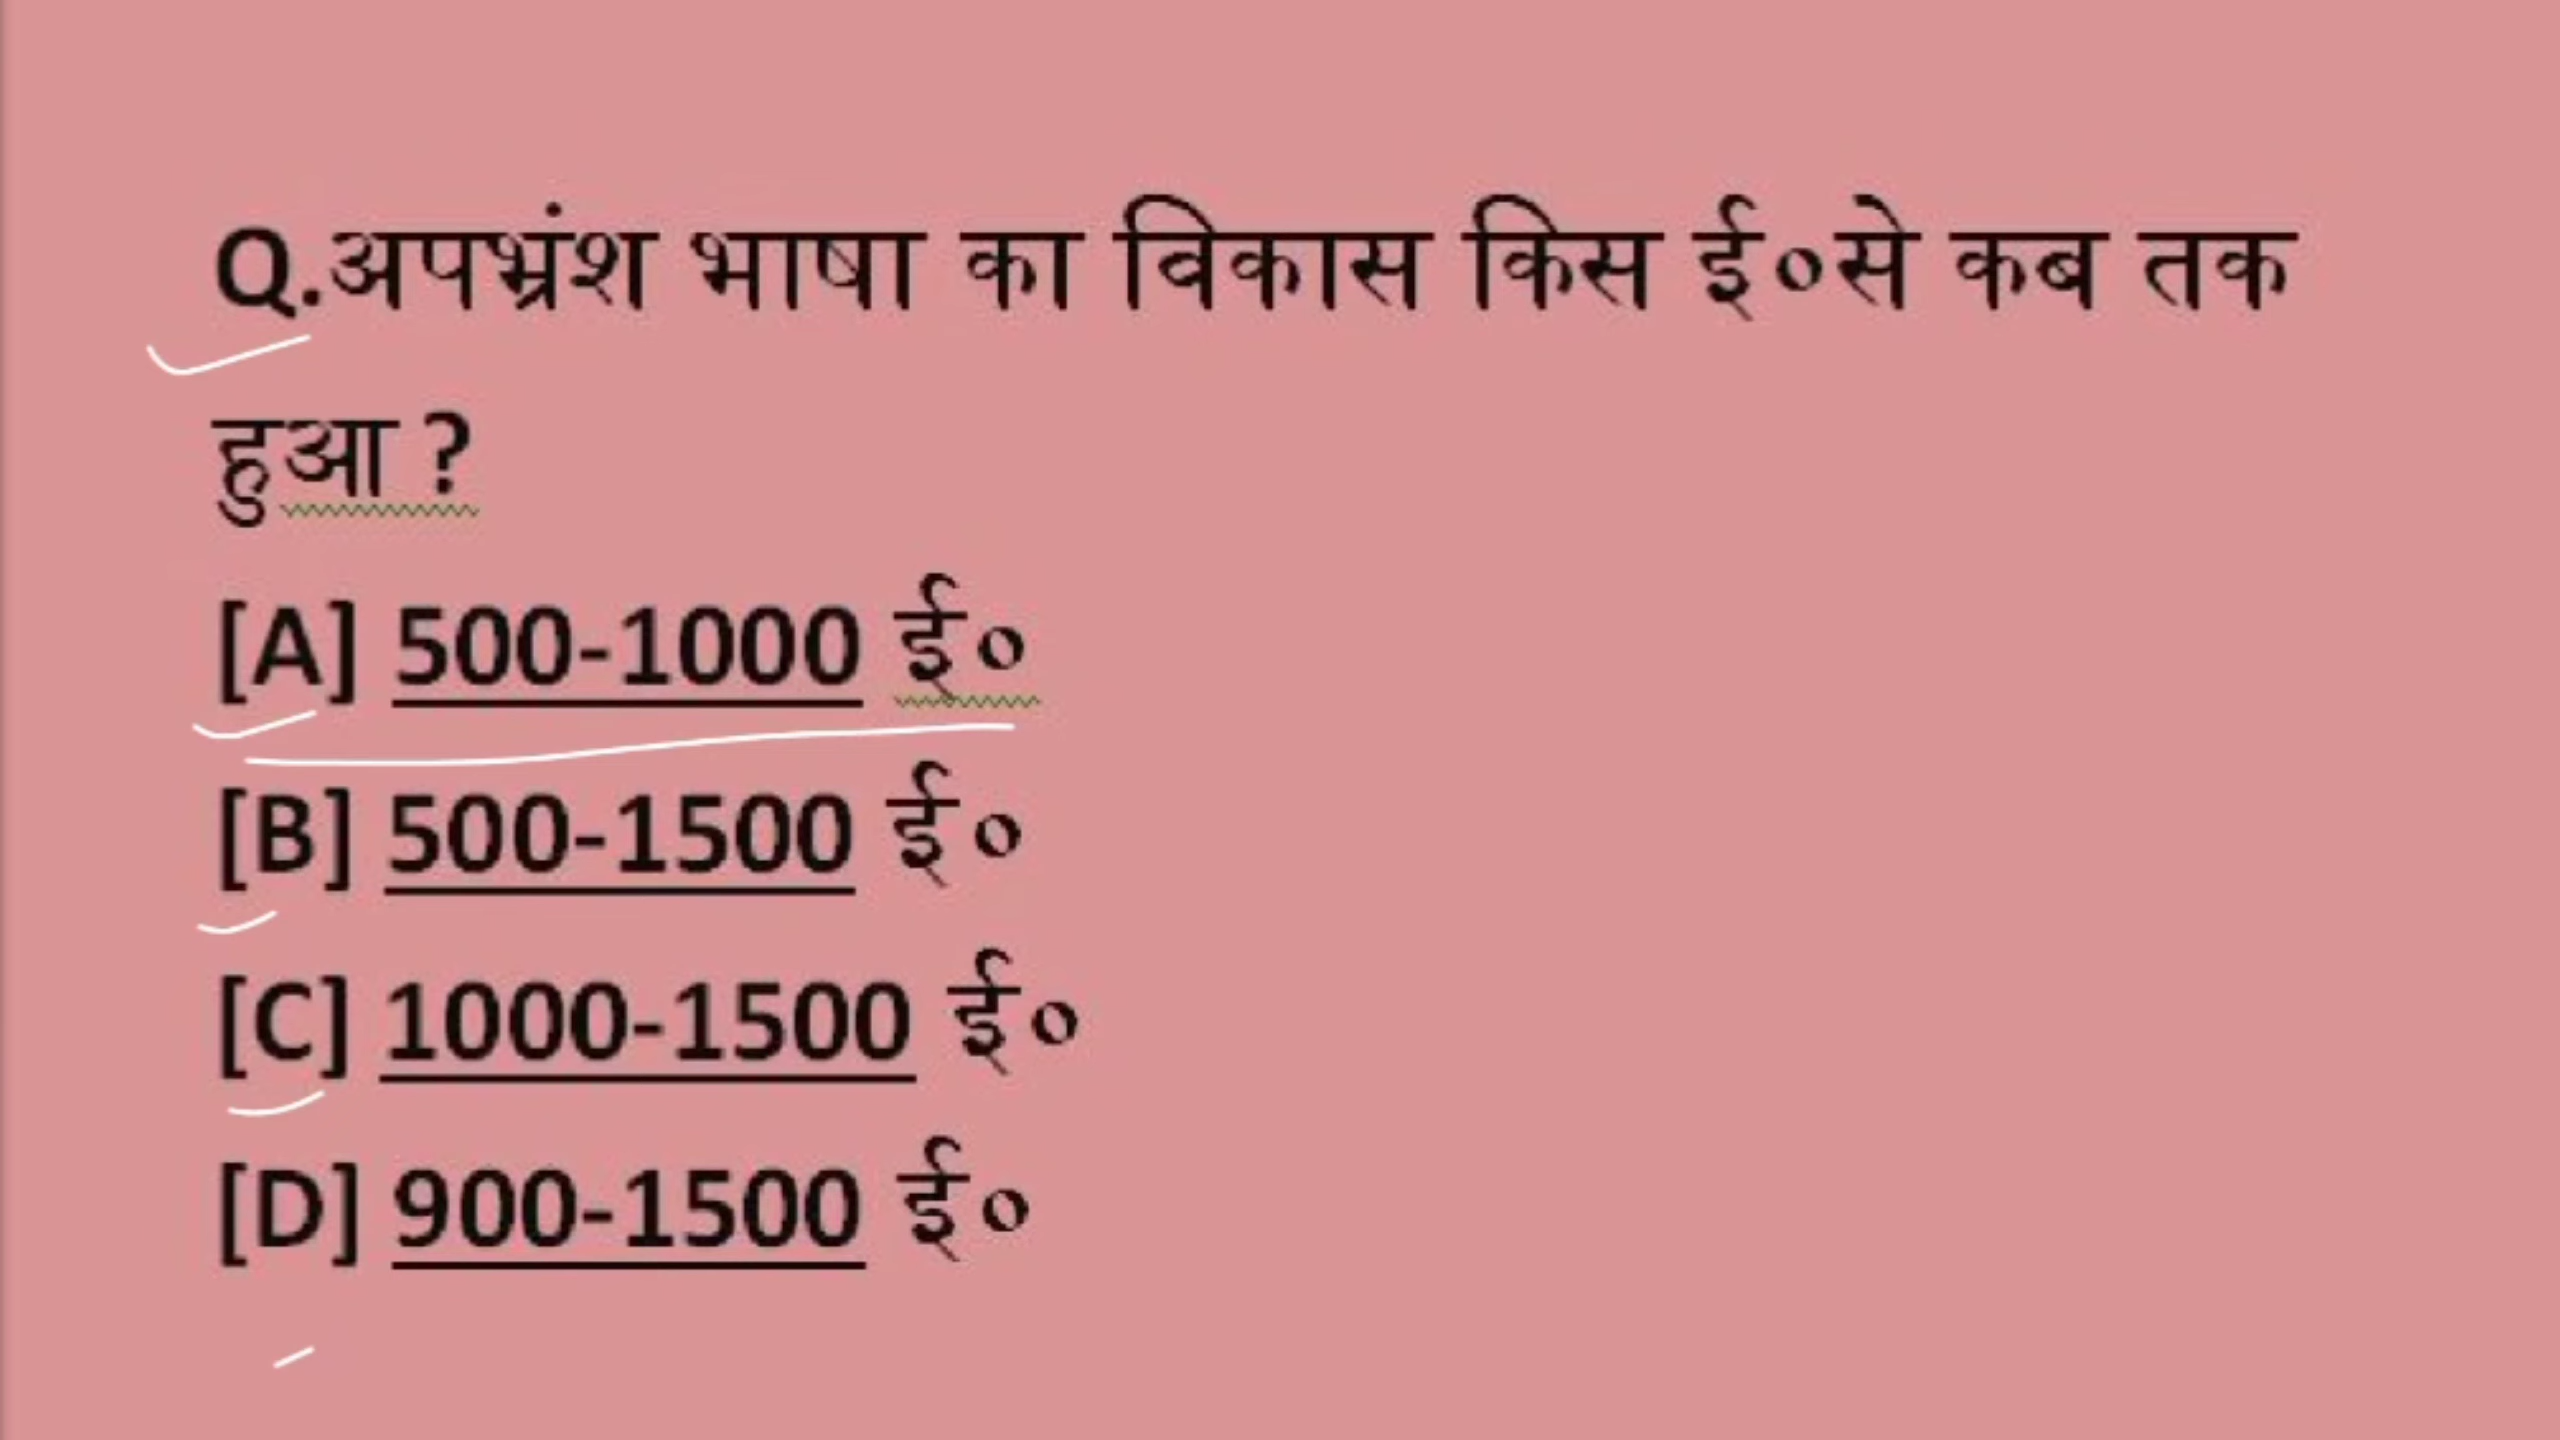 Q.अपभ्रंश भाषा का विकास किस ई०से कब तक
हुआ ?
[A] 500-1000 ई०
[B] 500-1500 ई०
[C] 1000-1500 ई०
[D] 900-1500 ई०